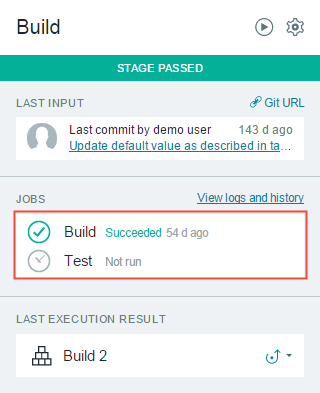 Build
STAGE PASSED
LAST INPUT Git URL
Last commit by demo user 143 d ago
Update default value as described in ta...
JOBS View logs and history
Build Succeeded 54 d ago
Test Not run
LAST EXECUTION RESULT
Build 2